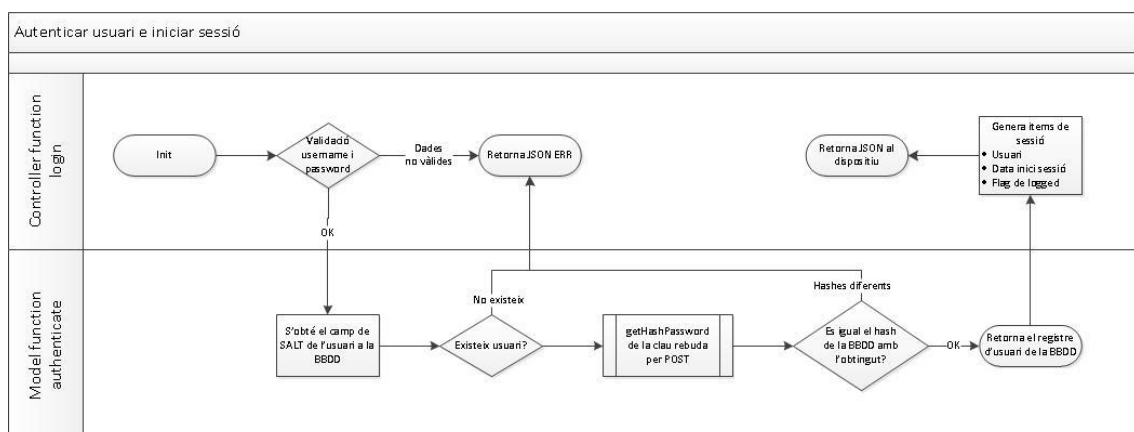 Autenticar usuari e iniciar sessió
Controller function
login
Init
Validació
username i
password
Dades
no vàlides
Retorna JSON ERR
Retorna JSON al
dispositiu
Genera items de
sessió
• Usuari
• Data inici sessió
• Flag de logged
OK
Model function
authenticate
S'obté el camp de
SALT de l'usuari a la
BBDD
No existeix
Existeix usuari?
getHashPassword
de la clau rebuda
per POST
Hashes diferents
Es igual el hash
de la BBDD amb
l'obtingut?
OK
Retorna el registre
d'usuari de la BBDD